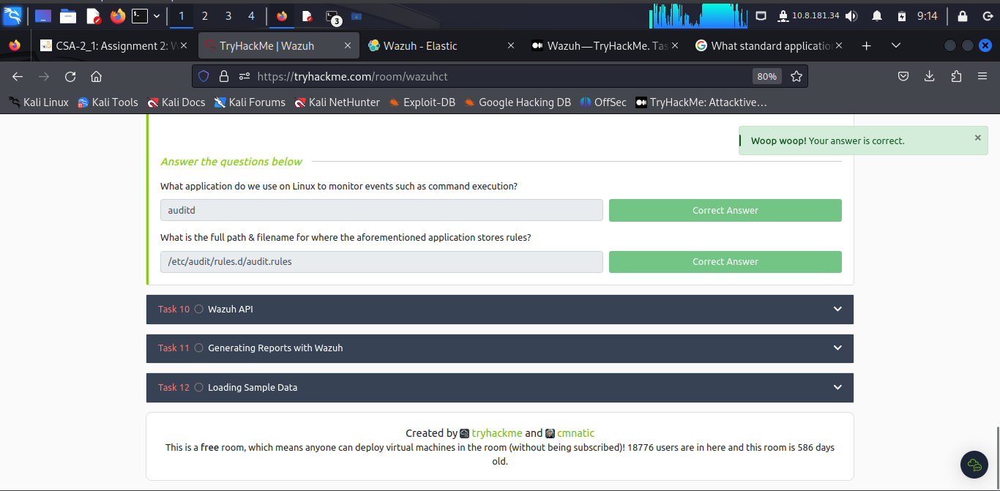 1 2 3 4
3
10.8.181.34
9:14
CSA-2_1: Assignment 2: W
TryHackMe | Wazuh
Wazuh - Elastic
Wazuh — TryHackMe. Tas
What standard application
https://tryhackme.com/room/wazuhct
80%
Kali Linux
Kali Tools
Kali Docs
Kali Forums
Kali NetHunter
Exploit-DB
Google Hacking DB
OffSec
TryHackMe: Attacktive…
Woop woop! Your answer is correct.
Answer the questions below
What application do we use on Linux to monitor events such as command execution?
auditd
Correct Answer
What is the full path & filename for where the aforementioned application stores rules?
/etc/audit/rules.d/audit.rules
Correct Answer
Task 10 Wazuh API
Task 11 Generating Reports with Wazuh
Task 12 Loading Sample Data
Created by tryhackme and cmnatic
This is a free room, which means anyone can deploy virtual machines in the room (without being subscribed)! 18776 users are in here and this room is 586 days
old.